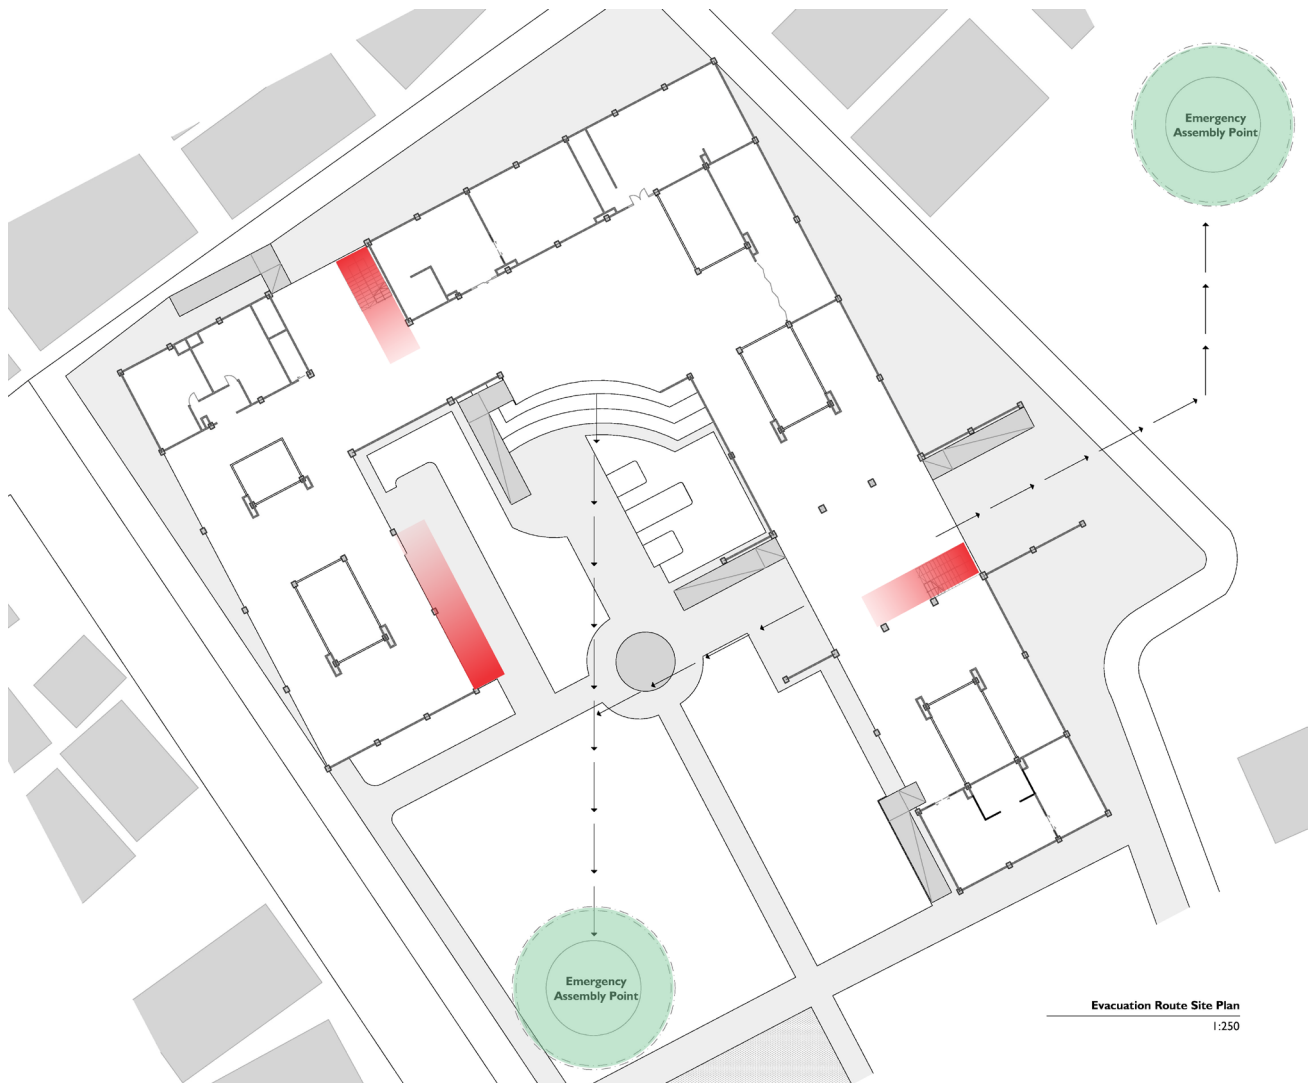 Emergency
Assembly Point
Emergency
Assembly Point
Evacuation Route Site Plan
1:250